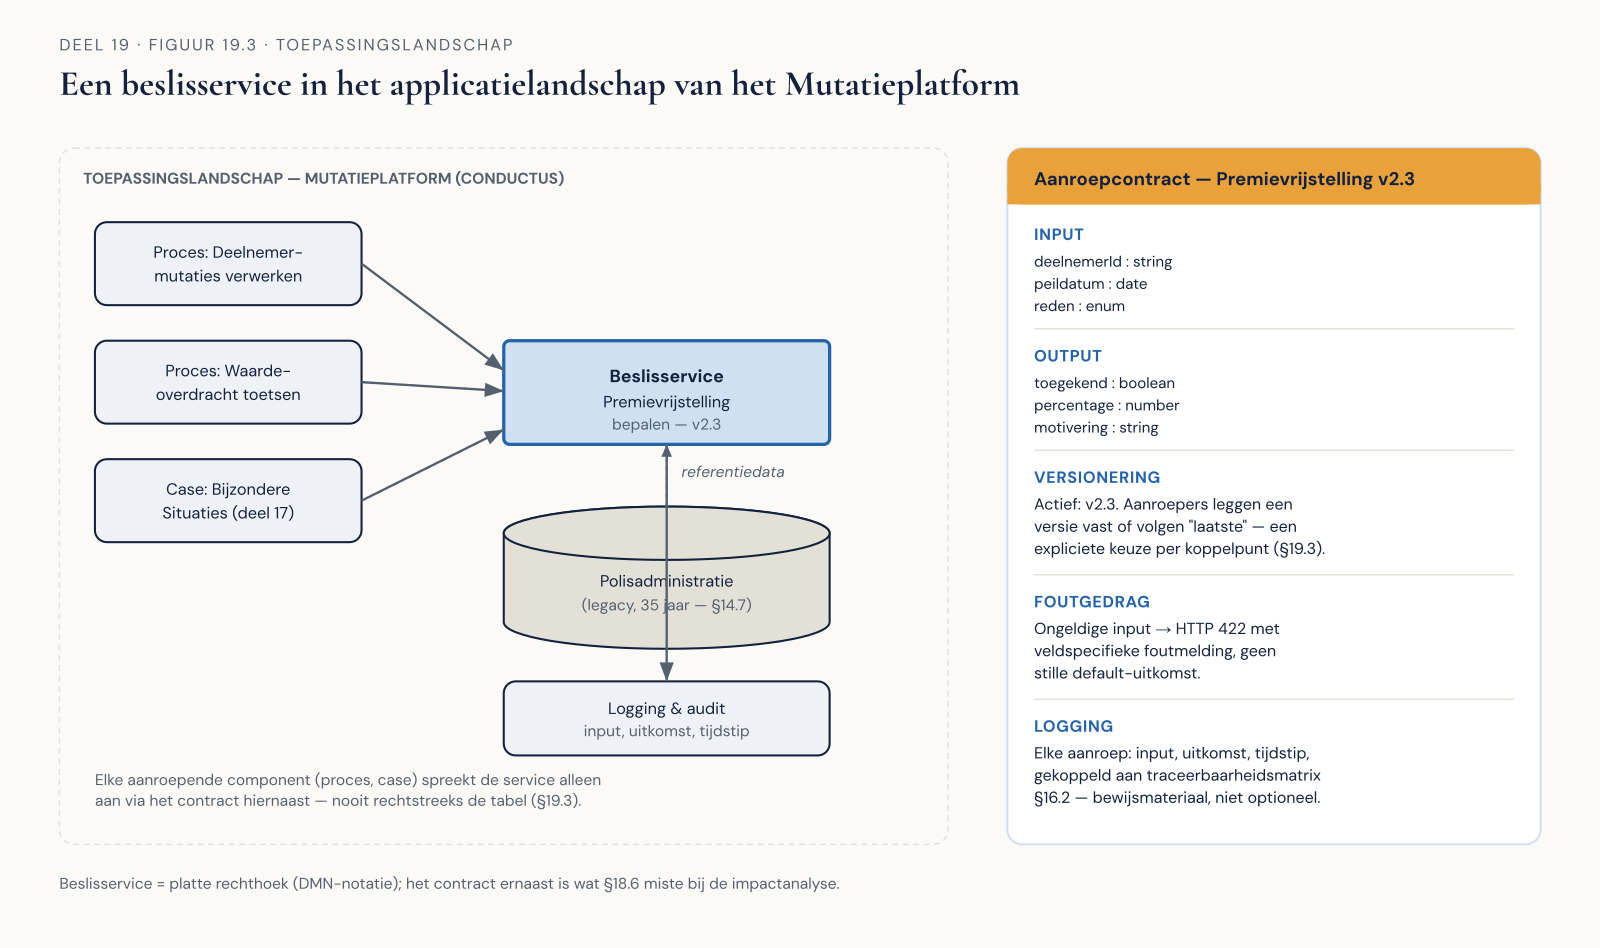 DEEL 19 · FIGUUR 19.3 · TOEPASSINGSLANDSCHAP
Een beslisservice in het applicatielandschap van het Mutatieplatform
TOEPASSINGSLANDSCHAP — MUTATIEPLATFORM (CONDUCTUS)
Proces: Deelnemer-
mutaties verwerken
Proces: Waarde-
overdracht toetsen
Case: Bijzondere
Situaties (deel 17)
Beslisservice
Premievrijstelling
bepalen — v2.3
referentiedata
Polisadministratie
(legacy, 35 jaar — §14.7)
Logging & audit
input, uitkomst, tijdstip
Elke aanroepende component (proces, case) spreekt de service alleen
aan via het contract hiernaast — nooit rechtstreeks de tabel (§19.3).
Aanroepcontract — Premievrijstelling v2.3
INPUT
deelnemerId : string
peildatum : date
reden : enum
OUTPUT
toegekend : boolean
percentage : number
motivering : string
VERSIONERING
Actief: v2.3. Aanroepers leggen een
versie vast of volgen "laatste" — een
expliciete keuze per koppelpunt (§19.3).
FOUTGEDRAG
Ongeldige input → HTTP 422 met
veldspecifieke foutmelding, geen
stille default-uitkomst.
LOGGING
Elke aanroep: input, uitkomst, tijdstip,
gekoppeld aan traceerbaarheidsmatrix
§16.2 — bewijsmateriaal, niet optioneel.
Beslisservice = platte rechthoek (DMN-notatie); het contract ernaast is wat §18.6 miste bij de impactanalyse.